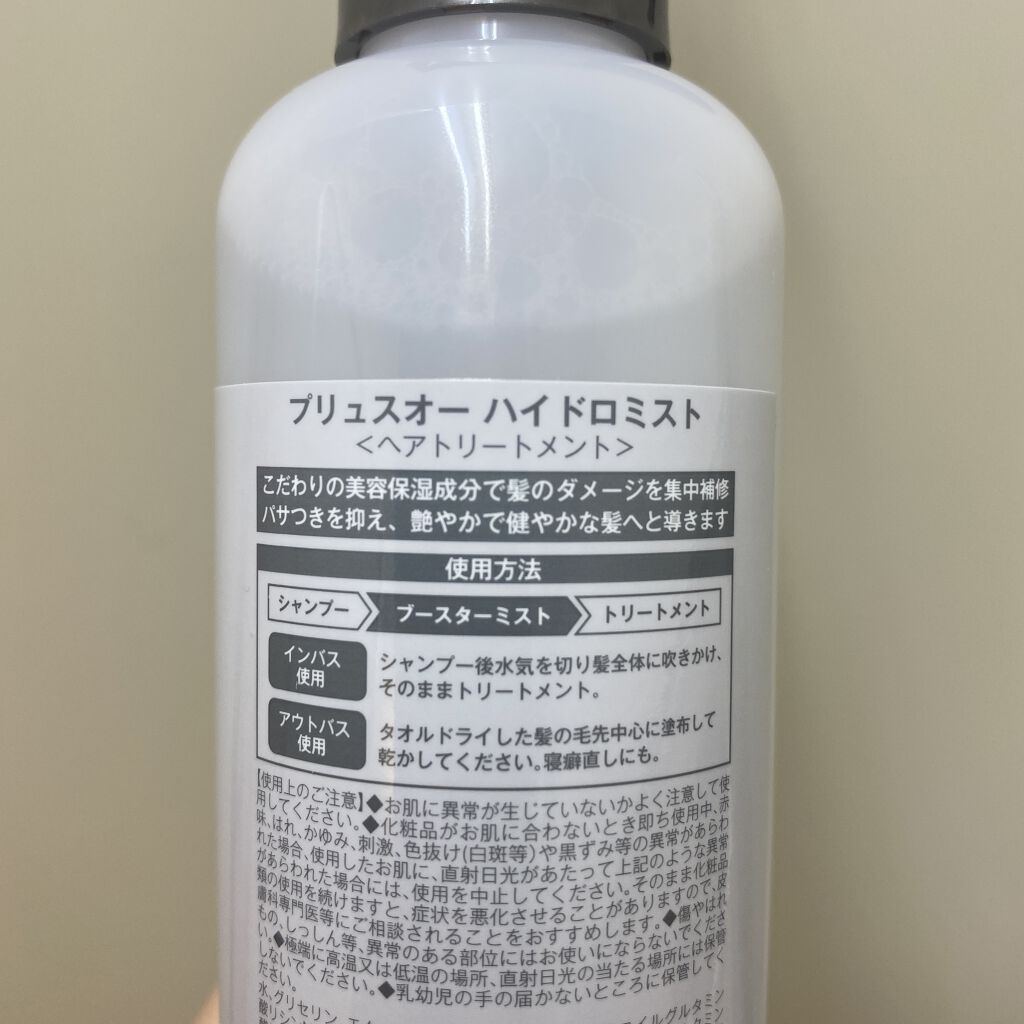 プリュスオー ハイドロミスト
<ヘアトリートメント>
こだわりの美容保湿成分で髪のダメージを集中補修
パサつきを抑え、艶やかで健やかな髪へと導きます
使用方法
シャンプー ブースターミスト トリートメント
インバス
使用
シャンプー後水気を切り髪全体に吹きかけ、
そのままトリートメント。
アウトバス
使用
タオルドライした髪の毛先中心に塗布して
乾かしてください。寝癖直しにも。
【使用上のご注意】◆お肌に異常が生じていないかよく注意して使
用してください。◆化粧品がお肌に合わないとき即ち使用中、赤
味、はれ、かゆみ、刺激、色抜け(白斑等)や黒ずみ等の異常があらわ
れた場合、使用したお肌に、直射日光があたって上記のような異常
があらわれた場合には、使用を中止してください。そのまま化粧品
類の使用を続けますと、症状を悪化させることがありますので、皮
膚科専門医等にご相談されることをおすすめします。◆傷やはれ
もの、しっしん等、異常のある部位にはお使いにならないでくださ
い。◆極端に高温又は低温の場所、直射日光の当たる場所には保管
しないでください。◆乳幼児の手の届かないところに保管してく
ださい。
水、グリセリン、エ イルグルタミン
酸リシン